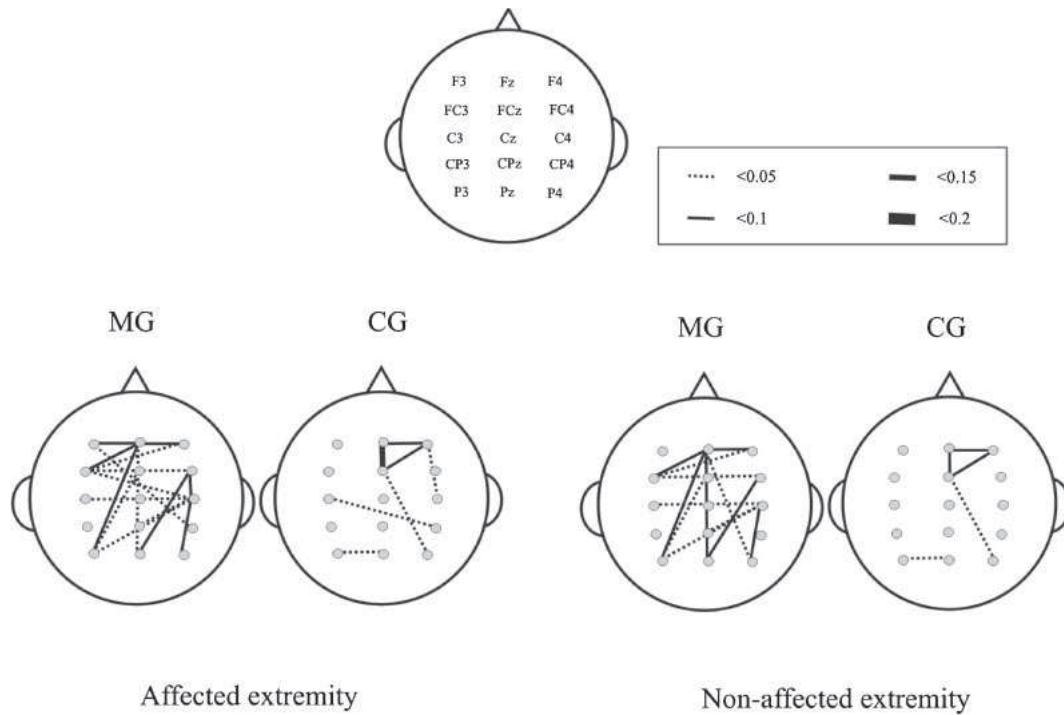 F3 Fz F4
FC3 FCz FC4
C3 Cz C4
CP3 CPz CP4
P3 Pz P4
<0.05 <0.15
<0.1 <0.2
MG CG MG CG
Affected extremity Non-affected extremity